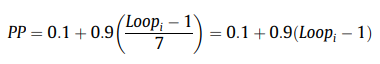 PP = 0.1 + 0.9(Loop_i − 1 / 7) = 0.1 + 0.9(Loop_i − 1)